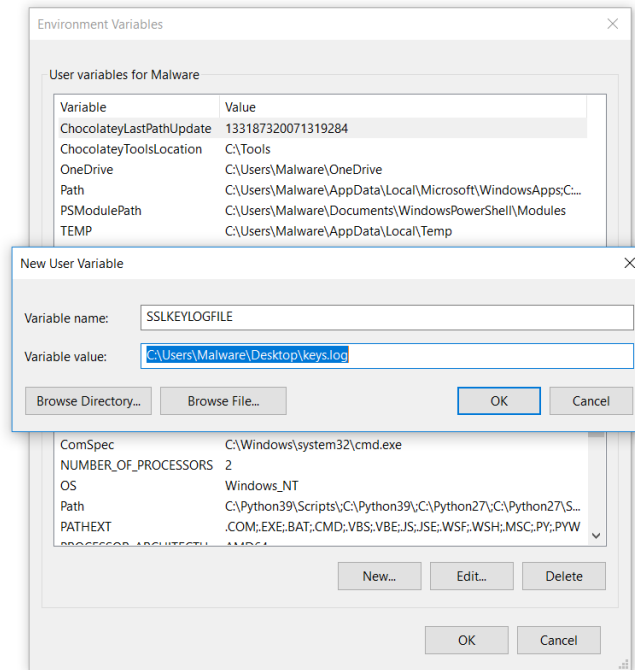 Environment Variables
User variables for Malware
Variable Value
ChocolateyLastPathUpdate 133187320071319284
ChocolateyToolsLocation C:\Tools
OneDrive C:\Users\Malware\OneDrive
Path C:\Users\Malware\AppData\Local\Microsoft\WindowsApps;C:...
PSModulePath C:\Users\Malware\Documents\WindowsPowerShell\Modules
TEMP C:\Users\Malware\AppData\Local\Temp
New User Variable
Variable name: SSLKEYLOGFILE
Variable value: C:\Users\Malware\Desktop\keys.log
Browse Directory... Browse File... OK Cancel
ComSpec C:\Windows\system32\cmd.exe
NUMBER_OF_PROCESSORS 2
OS Windows_NT
Path C:\Python39\Scripts\;C:\Python39\;C:\Python27\;C:\Python27\S...
PATHEXT .COM;.EXE;.BAT;.CMD;.VBS;.VBE;.JS;.JSE;.WSF;.WSH;.MSC;.PY;.PYW
PROCESSOR_ARCHITECTU AMD64
New... Edit... Delete
OK Cancel